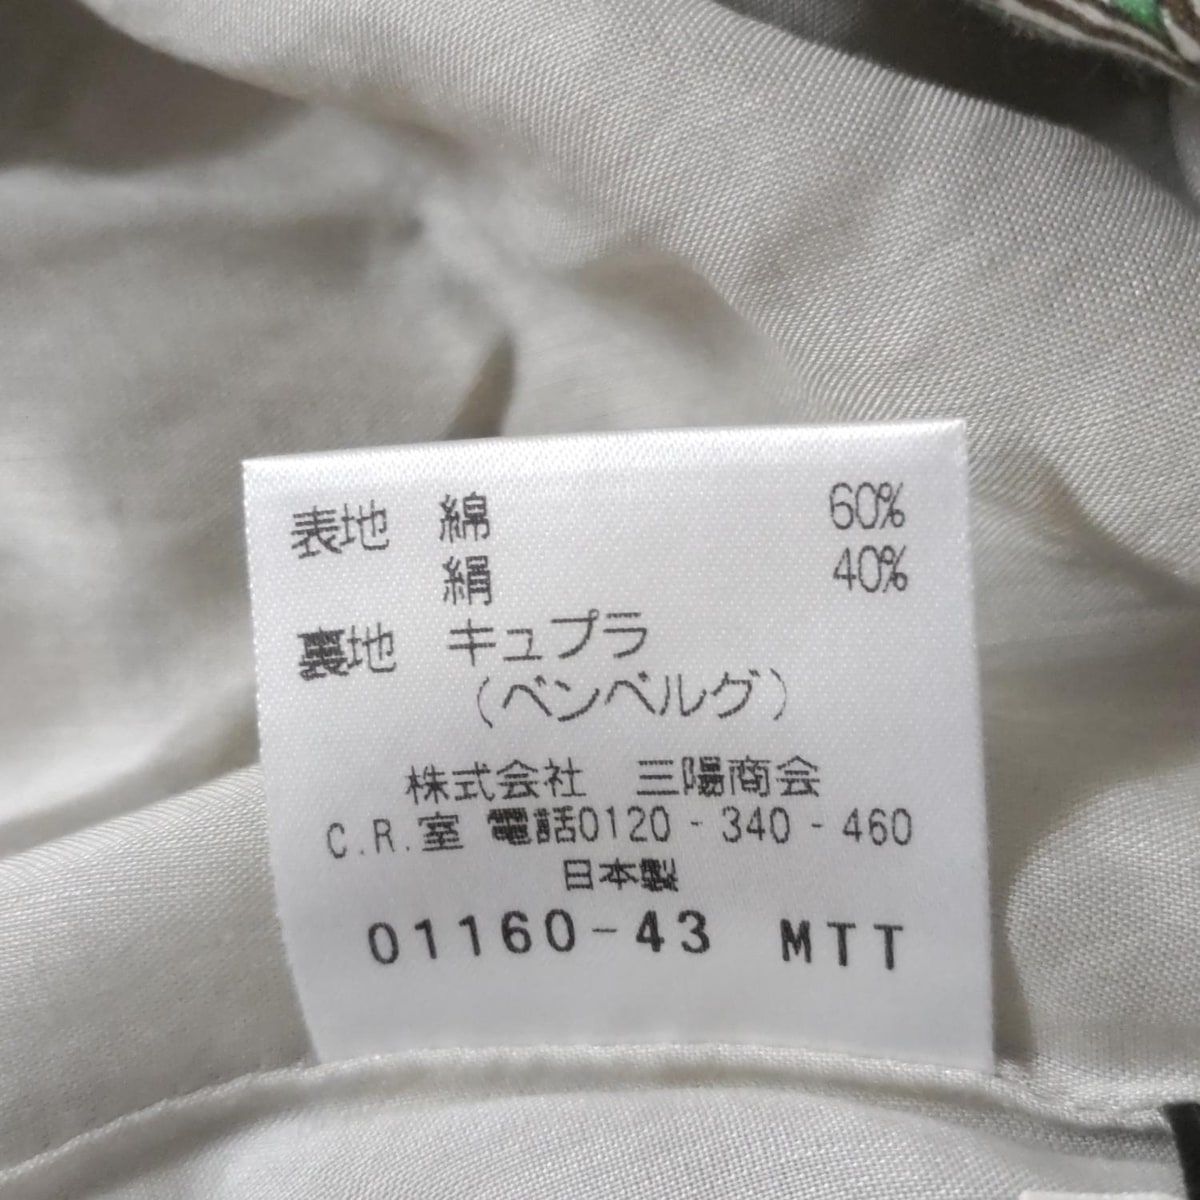 表地 綿 60%
絹 40%
裏地 キュプラ
(ベンベルグ)
株式会社 三陽商会
C.R.室 電話0120-340-460
日本製
01160-43 MTT